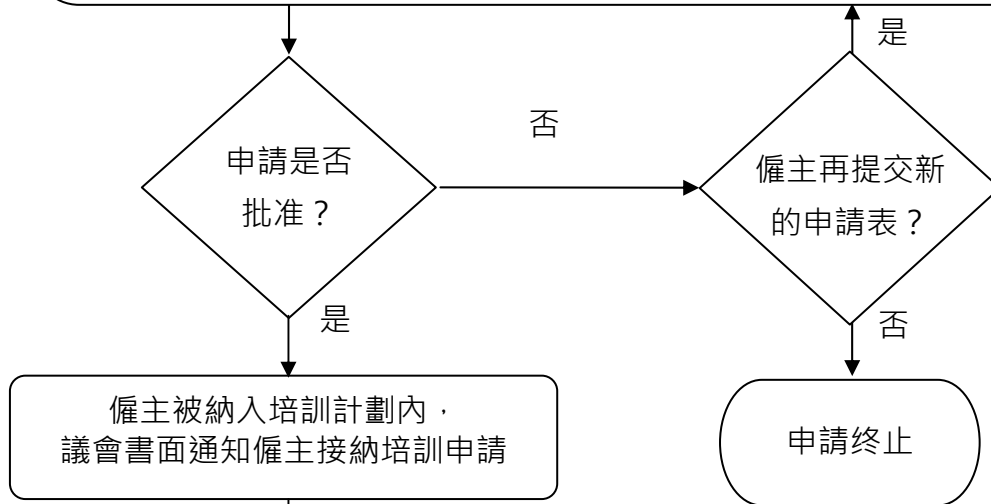 是
否
申請是否
批准？
僱主再提交新
的申請表？
是
否
僱主被納入培訓計劃內，
議會書面通知僱主接納培訓申請
申請终止